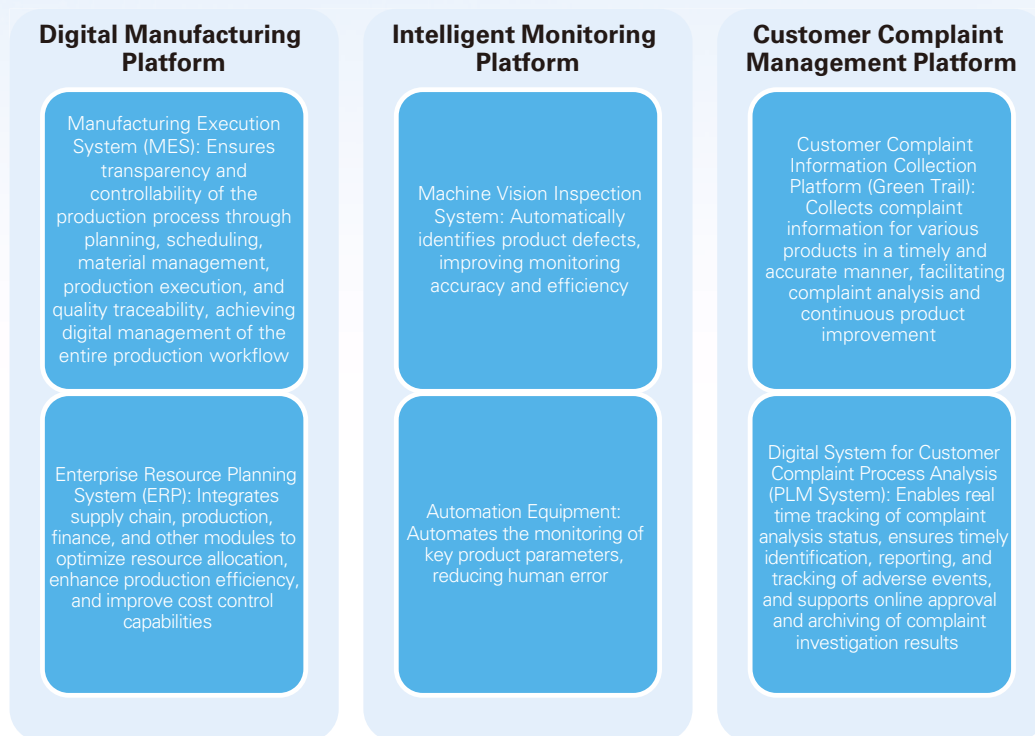 Digital Manufacturing
Platform
Manufacturing Execution
System (MES): Ensures
transparency and
controllability of the
production process through
planning, scheduling,
material management,
production execution, and
quality traceability, achieving
digital management of the
entire production workflow
Enterprise Resource Planning
System (ERP): Integrates
supply chain, production,
finance, and other modules to
optimize resource allocation,
enhance production efficiency,
and improve cost control
capabilities
Intelligent Monitoring
Platform
Machine Vision Inspection
System: Automatically
identifies product defects,
improving monitoring
accuracy and efficiency
Automation Equipment:
Automates the monitoring of
key product parameters,
reducing human error
Customer Complaint
Management Platform
Customer Complaint
Information Collection
Platform (Green Trail):
Collects complaint
information for various
products in a timely and
accurate manner, facilitating
complaint analysis and
continuous product
improvement
Digital System for Customer
Complaint Process Analysis
(PLM System): Enables real-
time tracking of complaint
analysis status, ensures timely
identification, reporting, and
tracking of adverse events,
and supports online approval
and archiving of complaint
investigation results